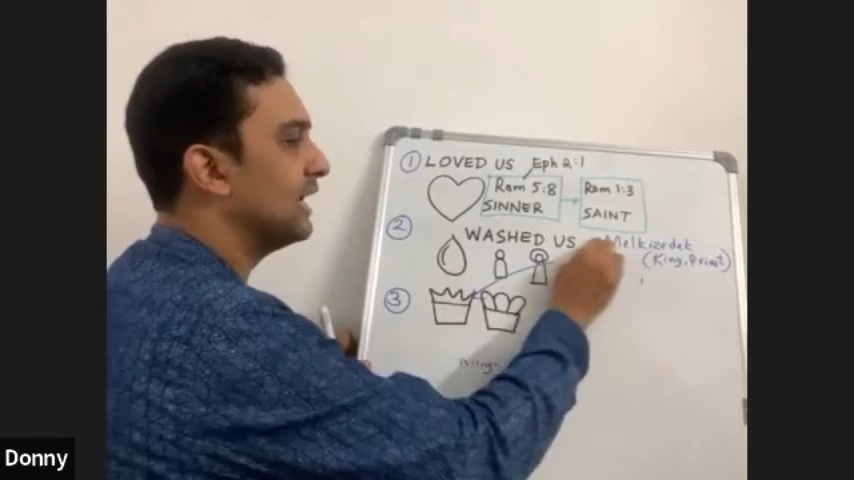 1 LOVED US Eph 2:1
Rom 5:8 Rom 1:3
SINNER SAINT
2 WASHED US Melkizedek
(King, Priest)
3
Donny